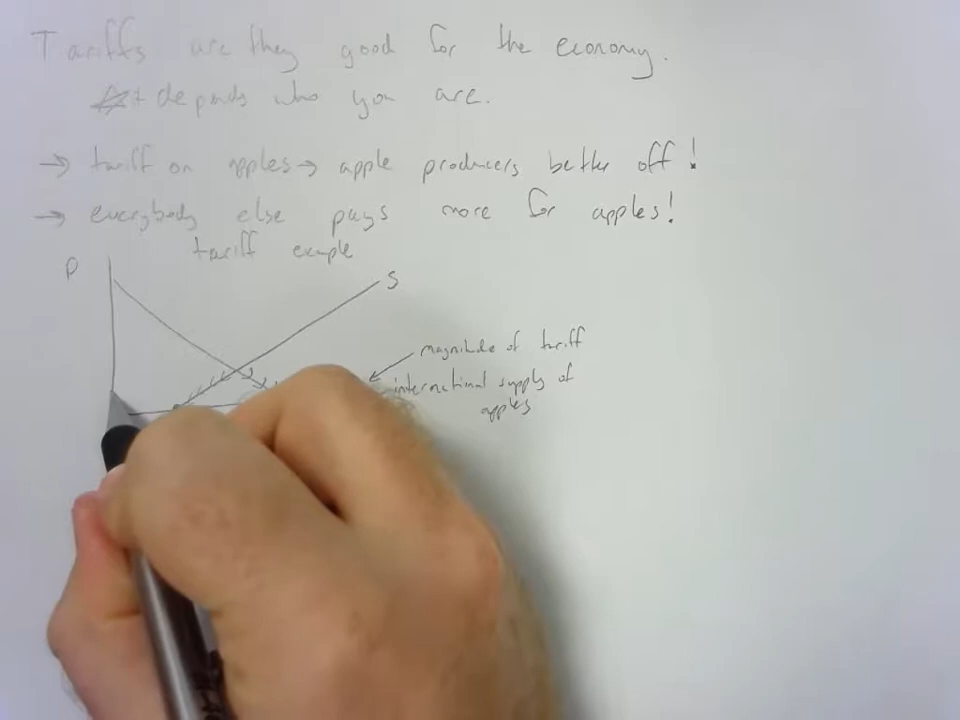 Tariffs are they good for the economy.
depends who you are.
→ tariff on apples → apple producers better off!
→ everybody else pays more for apples!
tariff example
P
S
magnitude of tariff
international supply of
apples